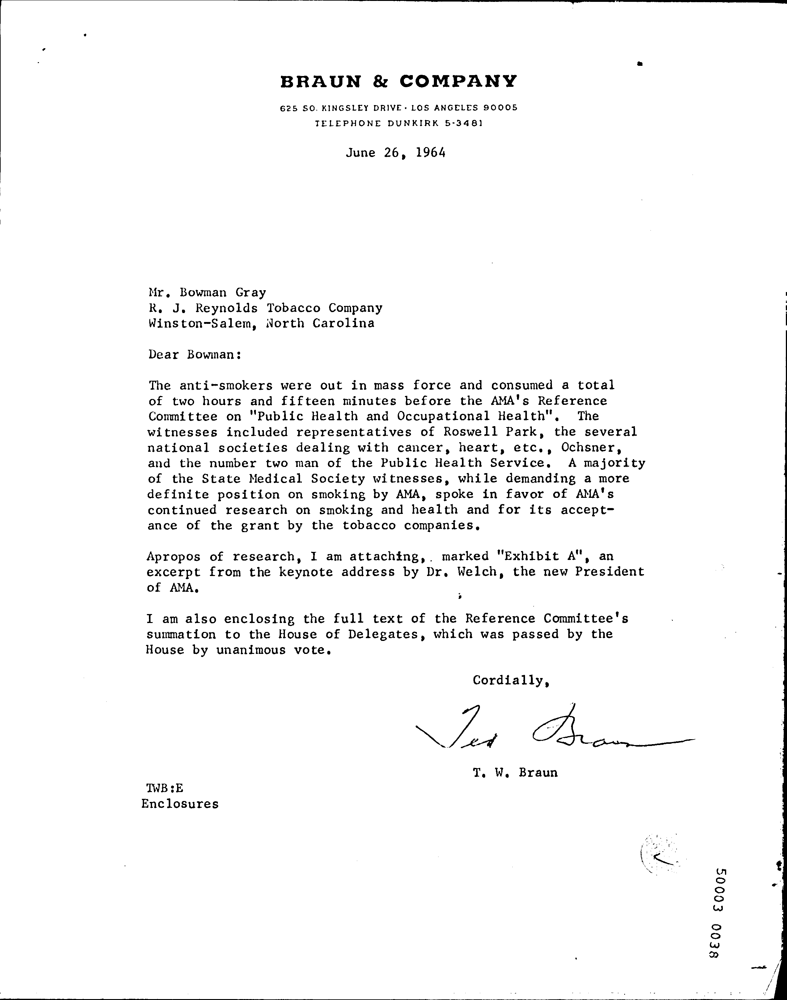 BRAUN & COMPANY
625 SO. KINGSLEY DRIVE · LOS ANGELES 90005
TELEPHONE DUNKIRK 5-3481
June 26, 1964
Mr. Bowman Gray
R. J. Reynolds Tobacco Company
Winston-Salem, North Carolina
Dear Bowman:
The anti-smokers were out in mass force and consumed a total
of two hours and fifteen minutes before the AMA's Reference
Committee on "Public Health and Occupational Health". The
witnesses included representatives of Roswell Park, the several
national societies dealing with cancer, heart, etc., Ochsner,
and the number two man of the Public Health Service. A majority
of the State Medical Society witnesses, while demanding a more
definite position on smoking by AMA, spoke in favor of AMA's
continued research on smoking and health and for its accept-
ance of the grant by the tobacco companies.
Apropos of research, I am attaching, marked "Exhibit A", an
excerpt from the keynote address by Dr. Welch, the new President
of AMA.
I am also enclosing the full text of the Reference Committee's
summation to the House of Delegates, which was passed by the
House by unanimous vote.
Cordially,
Ted Braun
T. W. Braun
TWB:E
Enclosures
50003 0038